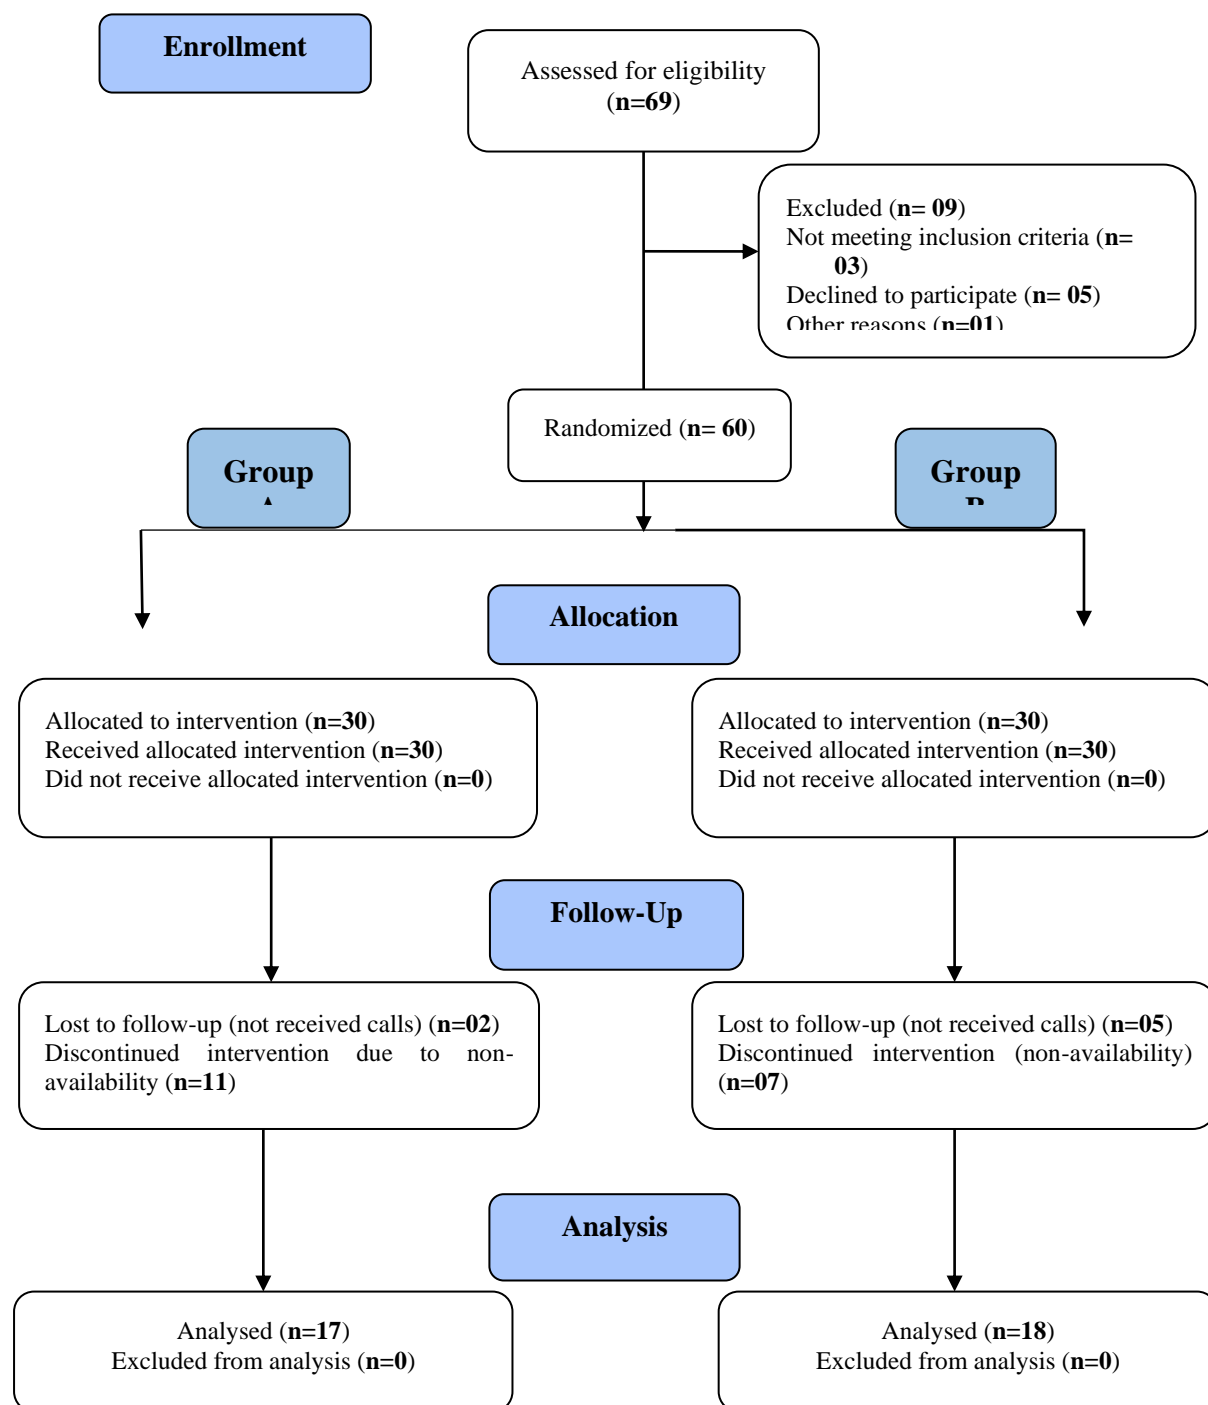 Enrollment
Assessed for eligibility
(n=69)
Excluded (n= 09)
Not meeting inclusion criteria (n=
03)
Declined to participate (n= 05)
Other reasons (n=01)
Randomized (n= 60)
Group
A
Group
B
Allocation
Allocated to intervention (n=30)
Received allocated intervention (n=30)
Did not receive allocated intervention (n=0)
Allocated to intervention (n=30)
Received allocated intervention (n=30)
Did not receive allocated intervention (n=0)
Follow-Up
Lost to follow-up (not received calls) (n=02)
Discontinued intervention due to non-
availability (n=11)
Lost to follow-up (not received calls) (n=05)
Discontinued intervention (non-availability)
(n=07)
Analysis
Analysed (n=17)
Excluded from analysis (n=0)
Analysed (n=18)
Excluded from analysis (n=0)